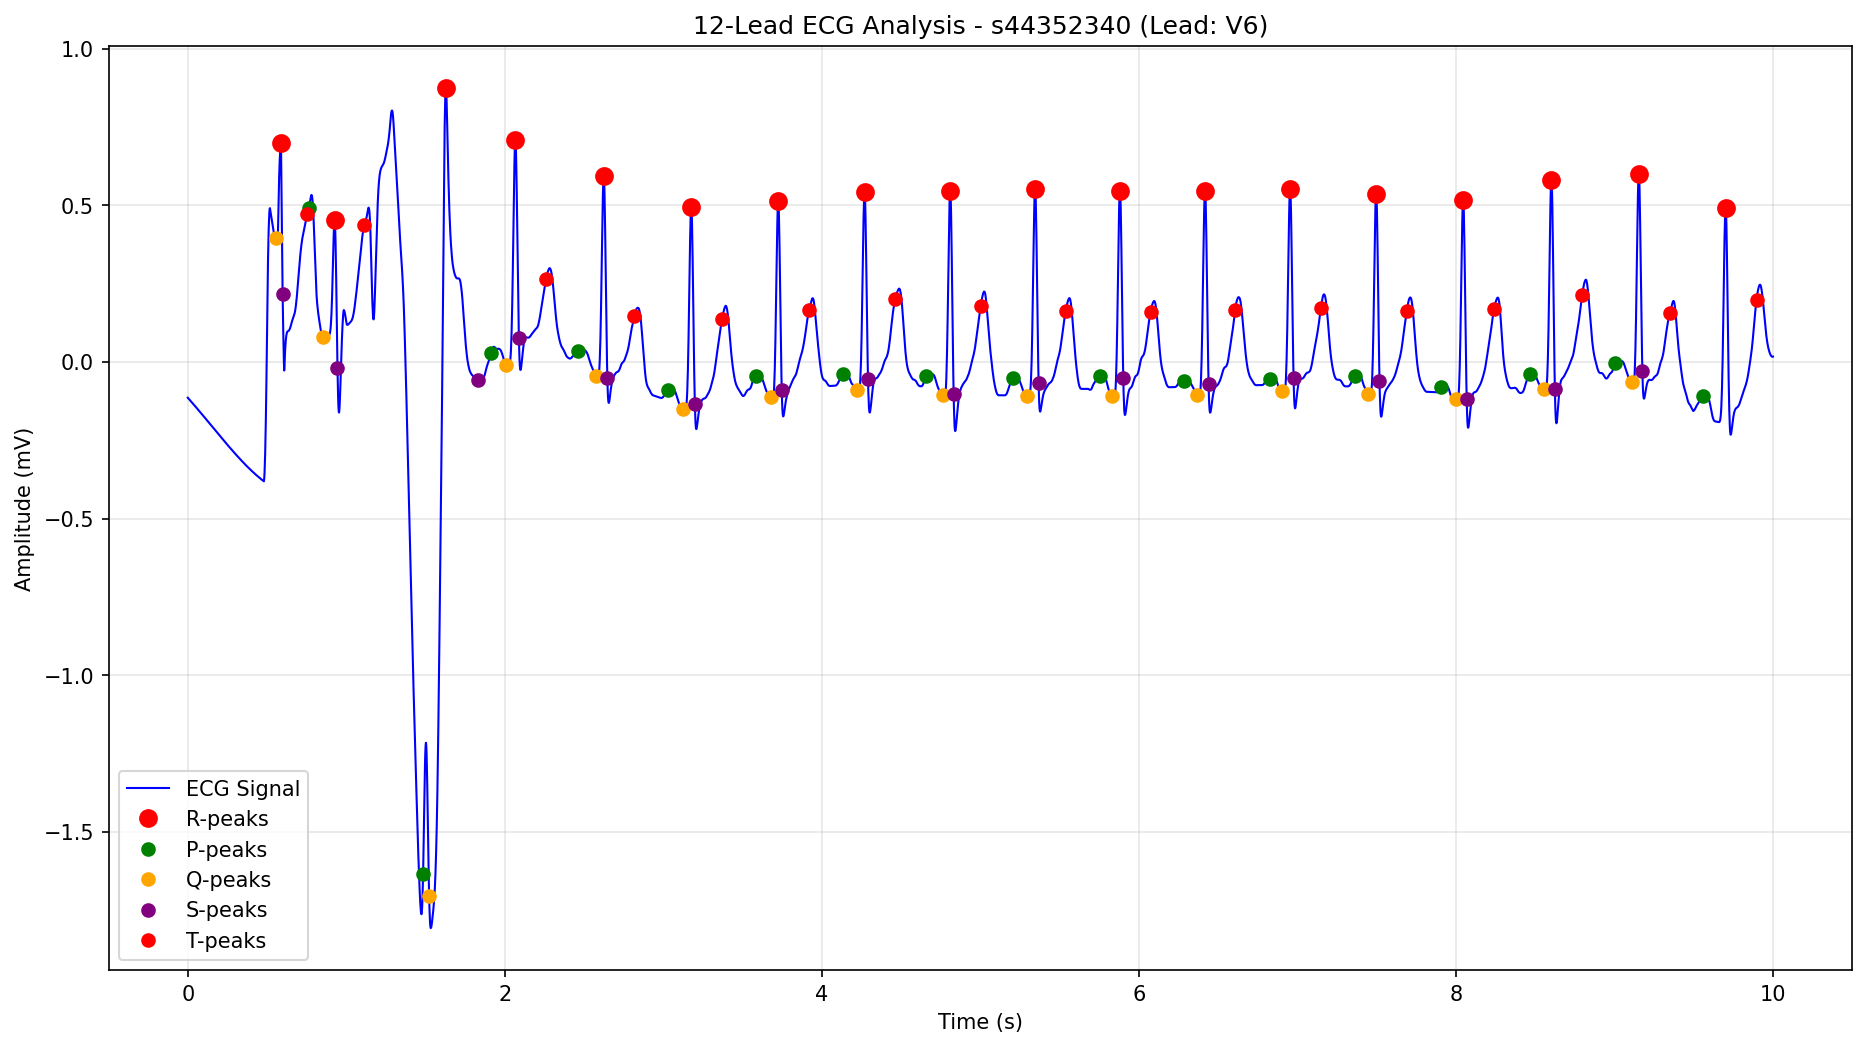 12-Lead ECG Analysis - s44352340 (Lead: V6)
Amplitude (mV)
1.0
0.5
0.0
−0.5
−1.0
−1.5
ECG Signal
R-peaks
P-peaks
Q-peaks
S-peaks
T-peaks
0 2 4 6 8 10
Time (s)